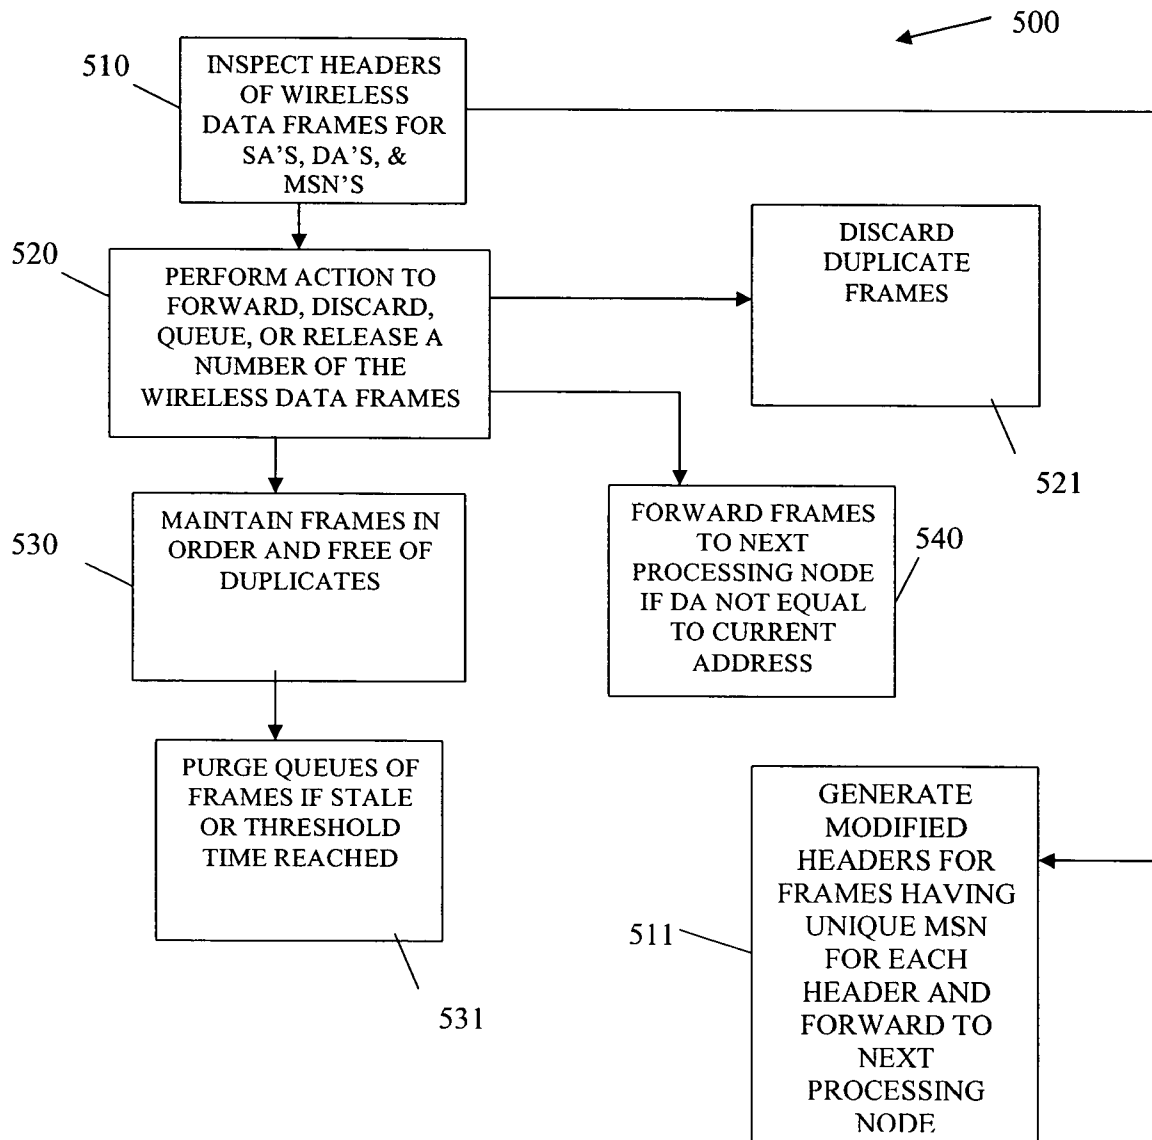 500
510
INSPECT HEADERS
OF WIRELESS
DATA FRAMES FOR
SA'S, DA'S, &
MSN'S
520
PERFORM ACTION TO
FORWARD, DISCARD,
QUEUE, OR RELEASE A
NUMBER OF THE
WIRELESS DATA FRAMES
DISCARD
DUPLICATE
FRAMES
521
530
MAINTAIN FRAMES IN
ORDER AND FREE OF
DUPLICATES
FORWARD FRAMES
TO NEXT
PROCESSING NODE
IF DA NOT EQUAL
TO CURRENT
ADDRESS
540
PURGE QUEUES OF
FRAMES IF STALE
OR THRESHOLD
TIME REACHED
531
511
GENERATE
MODIFIED
HEADERS FOR
FRAMES HAVING
UNIQUE MSN
FOR EACH
HEADER AND
FORWARD TO
NEXT
PROCESSING
NODE